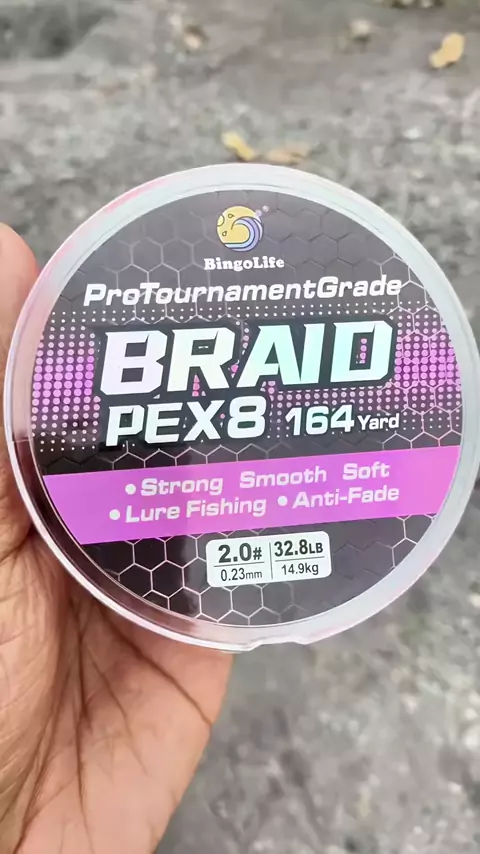 BingoLife
ProTournamentGrade
BRAID
PEX8 164 Yard
• Strong Smooth Soft
• Lure Fishing • Anti-Fade
2.0# 32.8LB
0.23mm 14.9kg